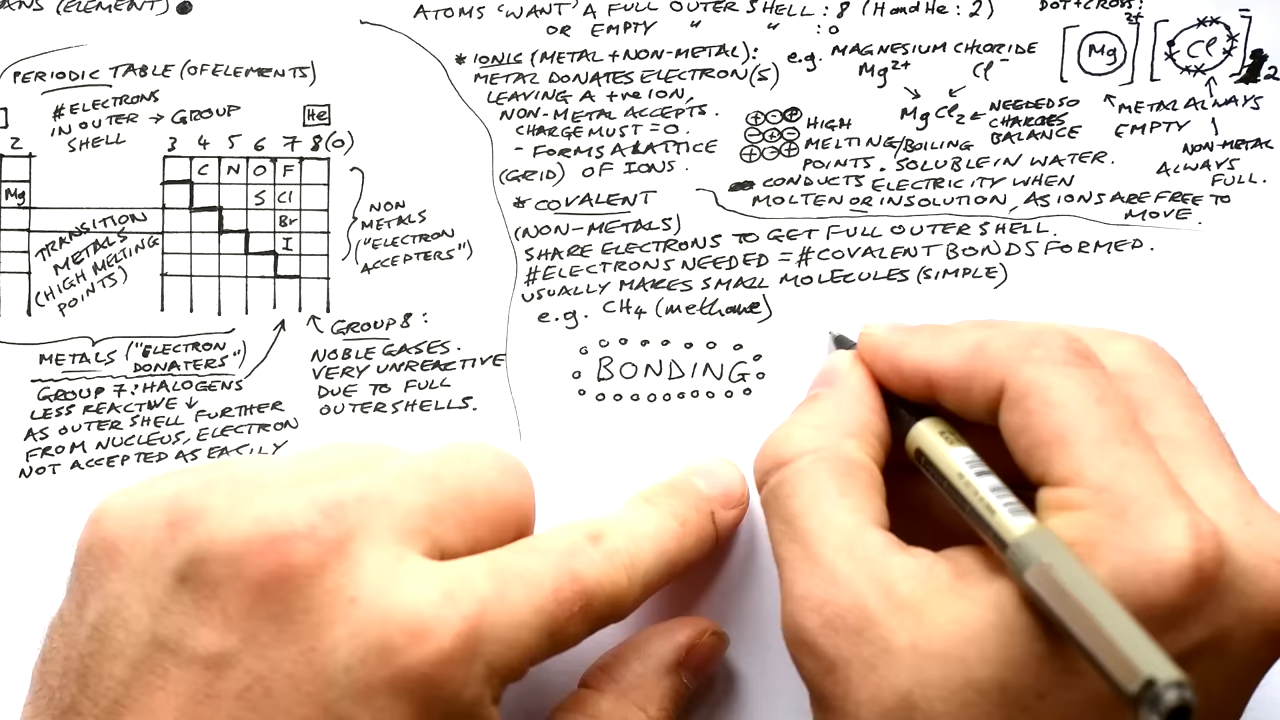 ANS (ELEMENT)
PERIODIC TABLE (OF ELEMENTS)
# ELECTRONS
IN OUTER → GROUP
SHELL
He
2 3 4 5 6 7 8(0)
C N O F
Mg S Cl
Br
I
TRANSITION
METALS
(HIGH MELTING
POINTS)
NON
METALS
("ELECTRON
ACCEPTERS")
METALS ("ELECTRON
DONATERS")
GROUP 7: HALOGENS
LESS REACTIVE ↓
AS OUTER SHELL FURTHER
FROM NUCLEUS, ELECTRON
NOT ACCEPTED AS EASILY
GROUP 8:
NOBLE GASES.
VERY UNREACTIVE
DUE TO FULL
OUTER SHELLS.
ATOMS 'WANT' A FULL OUTER SHELL : 8 (H and He : 2)
OR EMPTY " " : 0
* IONIC (METAL + NON-METAL):
METAL DONATES ELECTRON(S)
LEAVING A +ve ION,
NON-METAL ACCEPTS.
CHARGE MUST = 0.
- FORMS A LATTICE
(GRID) OF IONS.
e.g. MAGNESIUM CHLORIDE
Mg²⁺ Cl⁻
MgCl₂ ← NEEDED SO
CHARGES
BALANCE
DOT + CROSS:
[Mg]²⁺ [Cl]⁻ 2
METAL ALWAYS
EMPTY
NON-METAL
ALWAYS
FULL.
HIGH
MELTING/BOILING
POINTS. SOLUBLE IN WATER.
CONDUCTS ELECTRICITY WHEN
MOLTEN OR IN SOLUTION, AS IONS ARE FREE TO
MOVE.
* COVALENT
(NON-METALS)
SHARE ELECTRONS TO GET FULL OUTER SHELL.
# ELECTRONS NEEDED = # COVALENT BONDS FORMED.
USUALLY MAKES SMALL MOLECULES (SIMPLE)
e.g. CH₄ (methane)
BONDING